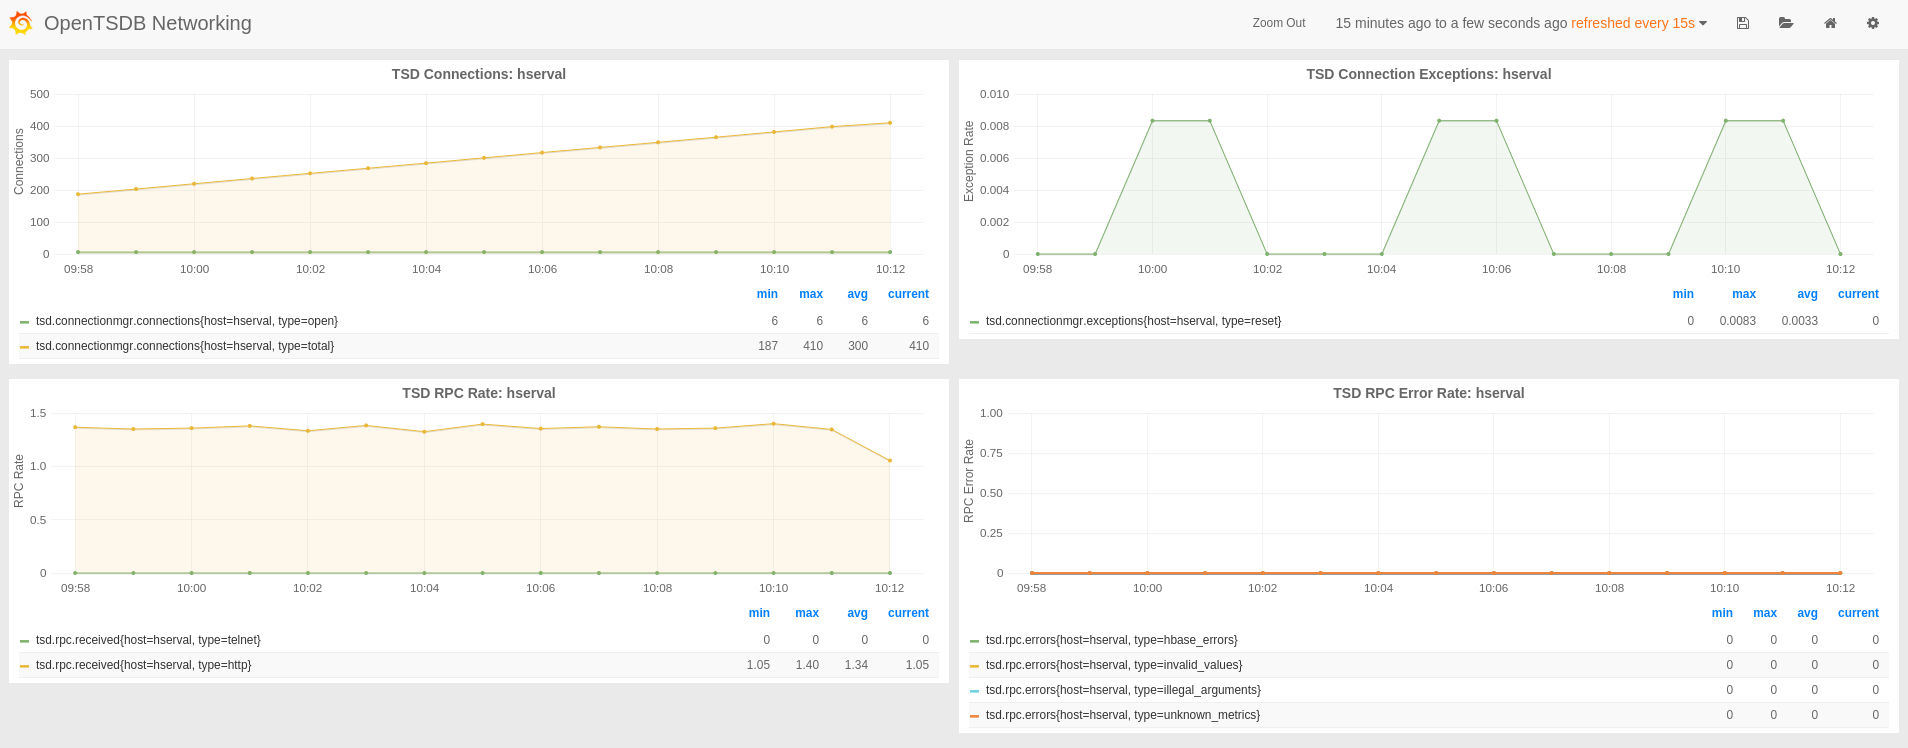 OpenTSDB Networking
Zoom Out 15 minutes ago to a few seconds ago refreshed every 15s
TSD Connections: hserval
Connections
500
400
300
200
100
0
09:58 10:00 10:02 10:04 10:06 10:08 10:10 10:12
min max avg current
tsd.connectionmgr.connections{host=hserval, type=open} 6 6 6 6
tsd.connectionmgr.connections{host=hserval, type=total} 187 410 300 410
TSD Connection Exceptions: hserval
Exception Rate
0.010
0.008
0.006
0.004
0.002
0
09:58 10:00 10:02 10:04 10:06 10:08 10:10 10:12
min max avg current
tsd.connectionmgr.exceptions{host=hserval, type=reset} 0 0.0083 0.0033 0
TSD RPC Rate: hserval
RPC Rate
1.5
1.0
0.5
0
09:58 10:00 10:02 10:04 10:06 10:08 10:10 10:12
min max avg current
tsd.rpc.received{host=hserval, type=telnet} 0 0 0 0
tsd.rpc.received{host=hserval, type=http} 1.05 1.40 1.34 1.05
TSD RPC Error Rate: hserval
RPC Error Rate
1.00
0.75
0.50
0.25
0
09:58 10:00 10:02 10:04 10:06 10:08 10:10 10:12
min max avg current
tsd.rpc.errors{host=hserval, type=hbase_errors} 0 0 0 0
tsd.rpc.errors{host=hserval, type=invalid_values} 0 0 0 0
tsd.rpc.errors{host=hserval, type=illegal_arguments} 0 0 0 0
tsd.rpc.errors{host=hserval, type=unknown_metrics} 0 0 0 0